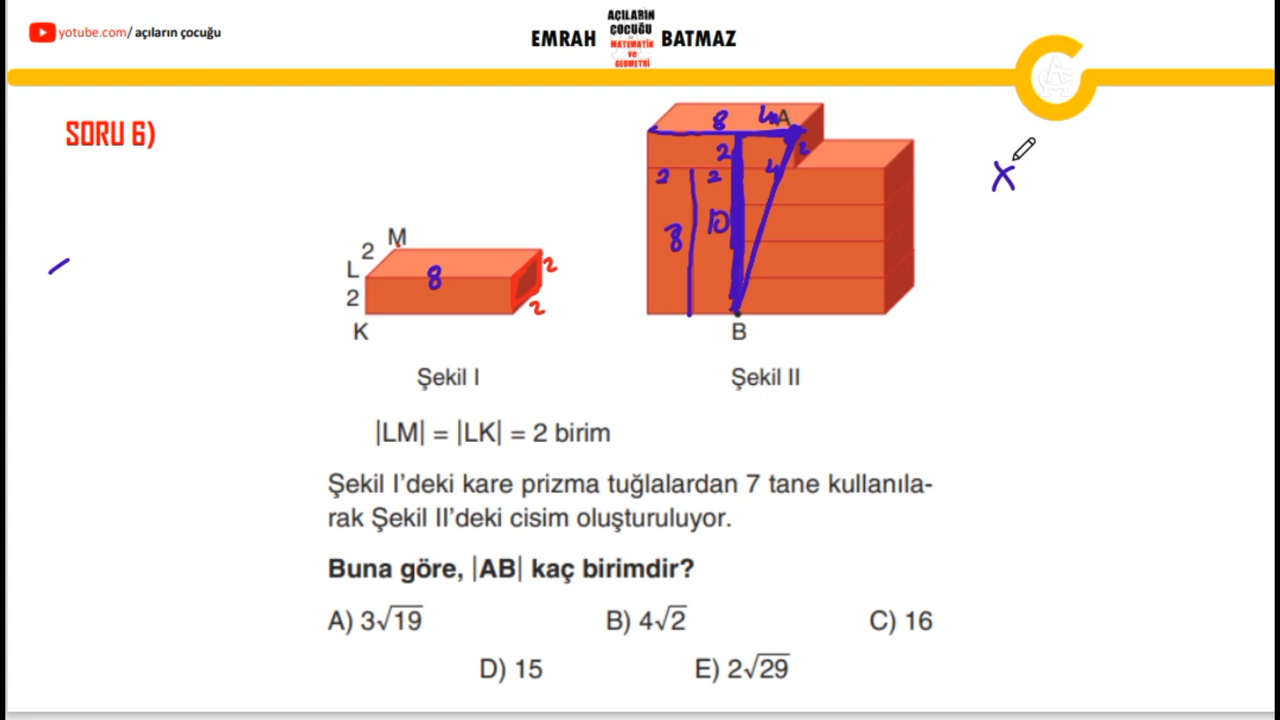 yotube.com/ açıların çocuğu
EMRAH
AÇILARIN
ÇOCUĞU
MATEMATİK
ve
GEOMETRİ
BATMAZ
SORU 6)
M
2
L
8
2
2
2
K
Şekil I
8
4
A
2
2
2
2
4
8
10
B
Şekil II
x
|LM| = |LK| = 2 birim
Şekil I’deki kare prizma tuğlalardan 7 tane kullanıla-
rak Şekil II’deki cisim oluşturuluyor.
Buna göre, |AB| kaç birimdir?
A) 3√19 B) 4√2 C) 16
D) 15 E) 2√29